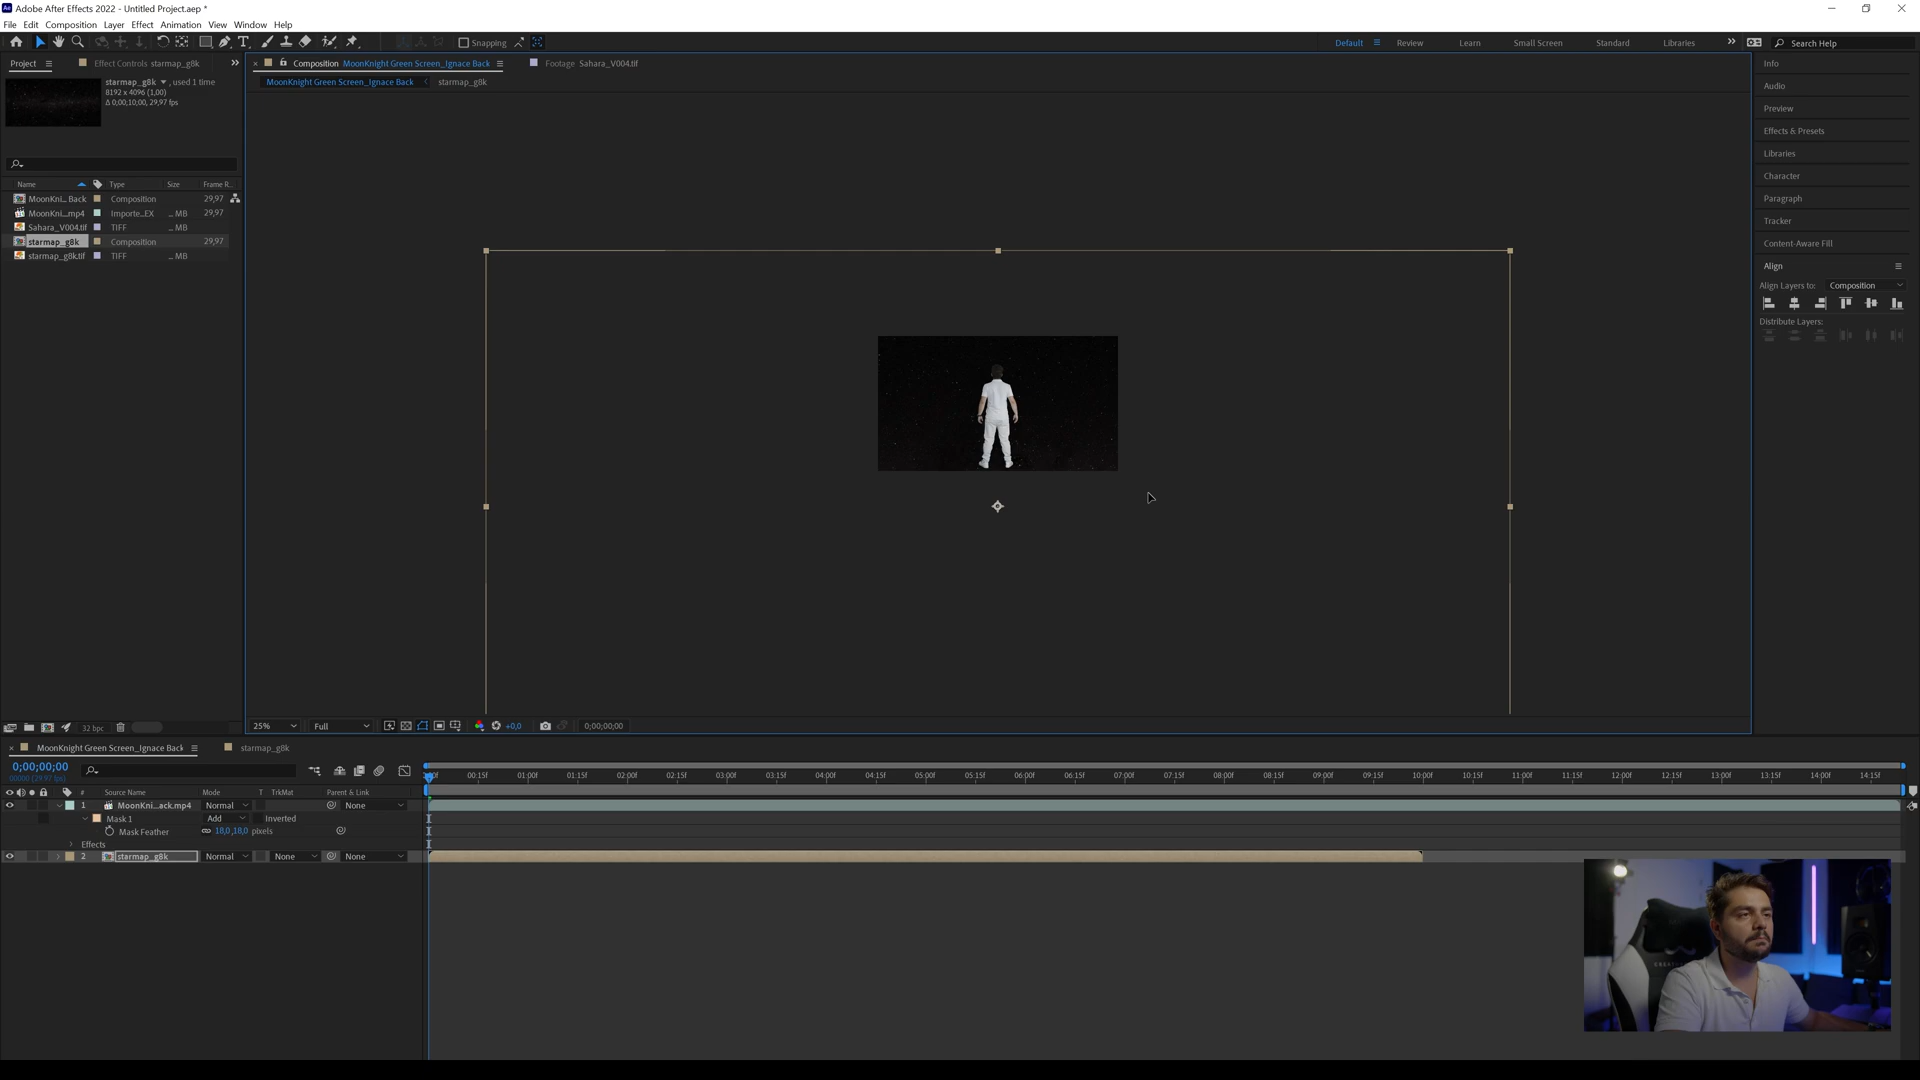 Adobe After Effects 2022 - Untitled Project.aep *
File Edit Composition Layer Effect Animation View Window Help
Snapping
Default Review Learn Small Screen Standard Libraries Search Help
Project Effect Controls starmap_g8k
Composition MoonKnight Green Screen_Ignace Back
Footage Sahara_V004.tif
MoonKnight Green Screen_Ignace Back starmap_g8k
starmap_g8k , used 1 time
8192 x 4096 (1,00)
Δ 0;00;10;00, 29,97 fps
Name Type Size Frame R...
MoonKni... Back Composition 29,97
MoonKni...mp4 Importe...EX ... MB 29,97
Sahara_V004.tif TIFF ... MB
starmap_g8k Composition 29,97
starmap_g8k.tif TIFF ... MB
Info
Audio
Preview
Effects & Presets
Libraries
Character
Paragraph
Tracker
Content-Aware Fill
Align
Align Layers to: Composition
Distribute Layers:
32 bpc
25% Full +0,0 0;00;00;00
MoonKnight Green Screen_Ignace Back starmap_g8k
0;00;00;00
00000 (29.97 fps)
00:15f 01:00f 01:15f 02:00f 02:15f 03:00f 03:15f 04:00f 04:15f 05:00f 05:15f 06:00f 06:15f 07:00f 07:15f 08:00f 08:15f 09:00f 09:15f 10:00f 10:15f 11:00f 11:15f 12:00f 12:15f 13:00f 13:15f 14:00f 14:15f
# Source Name Mode T TrkMat Parent & Link
1 MoonKni...ack.mp4 Normal None
Mask 1 Add Inverted
Mask Feather 18,0,18,0 pixels
Effects
2 starmap_g8k Normal None None